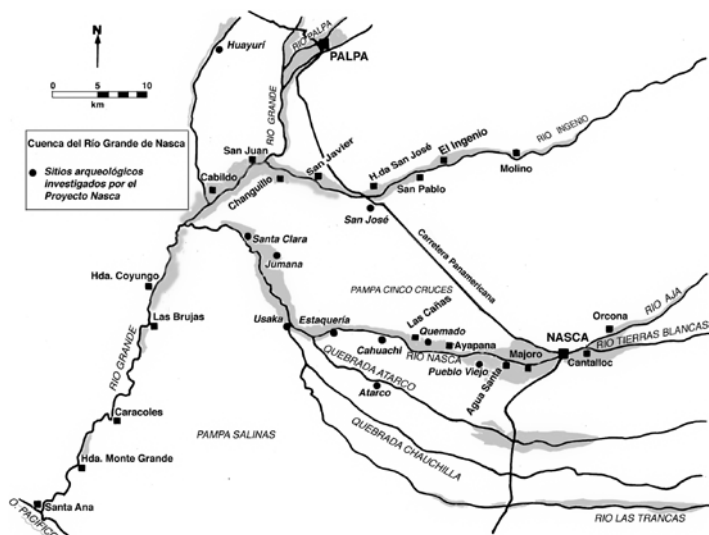 N
Huayurí
RIO PALPA
PALPA
0 5 10
km
RIO GRANDE
Cuenca del Río Grande de Nasca
Sitios arqueológicos
investigados por el
Proyecto Nasca
San Juan
Cabildo
Changuillo
San Javier
H.da San José
El Ingenio
RIO INGENIO
San Pablo
Molino
San José
Carretera Panamericana
Santa Clara
Jumana
Hda. Coyungo
PAMPA CINCO CRUCES
Las Brujas
Usaka
Estaquería
Las Cañas
Quemado
Ayapana
Cahuachi
RIO NASCA
Pueblo Viejo
Agua Santa
Majoro
NASCA
Orcona
RIO AJA
RIO TIERRAS BLANCAS
Cantalloc
QUEBRADA ATARCO
Atarco
RIO GRANDE
Caracoles
PAMPA SALINAS
QUEBRADA CHAUCHILLA
Hda. Monte Grande
Santa Ana
O. PACIFICO
RIO LAS TRANCAS